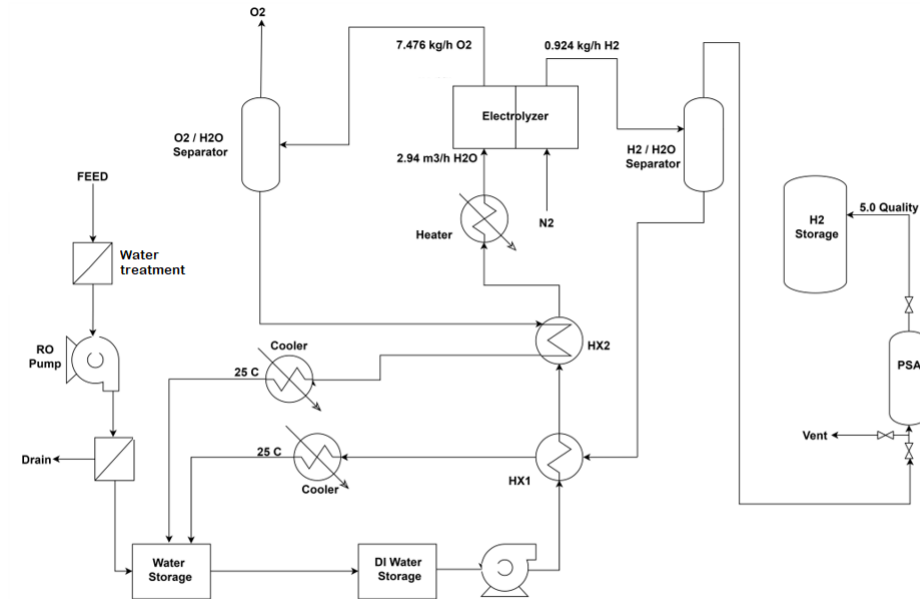 O2
7.476 kg/h O2
0.924 kg/h H2
Electrolyzer
O2 / H2O
Separator
H2 / H2O
Separator
2.94 m3/h H2O
FEED
N2
Heater
5.0 Quality
H2
Storage
Water
treatment
RO
Pump
Cooler
HX2
25 C
PSA
Vent
Drain
25 C
Cooler
HX1
Water
Storage
DI Water
Storage